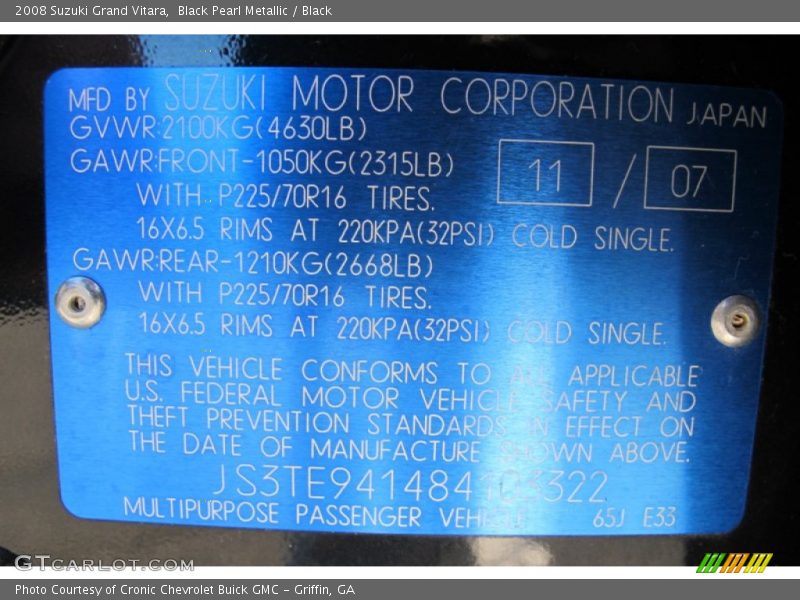 2008 Suzuki Grand Vitara, Black Pearl Metallic / Black
MFD BY SUZUKI MOTOR CORPORATION JAPAN
GVWR:2100KG(4630LB)
GAWR:FRONT-1050KG(2315LB) 11 / 07
WITH P225/70R16 TIRES.
16X6.5 RIMS AT 220KPA(32PSI) COLD SINGLE.
GAWR:REAR-1210KG(2668LB)
WITH P225/70R16 TIRES.
16X6.5 RIMS AT 220KPA(32PSI) COLD SINGLE.
THIS VEHICLE CONFORMS TO ALL APPLICABLE
U.S. FEDERAL MOTOR VEHICLE SAFETY AND
THEFT PREVENTION STANDARDS IN EFFECT ON
THE DATE OF MANUFACTURE SHOWN ABOVE.
JS3TE941484103322
MULTIPURPOSE PASSENGER VEHICLE 65J E33
GTCARLOT.COM
Photo Courtesy of Cronic Chevrolet Buick GMC - Griffin, GA